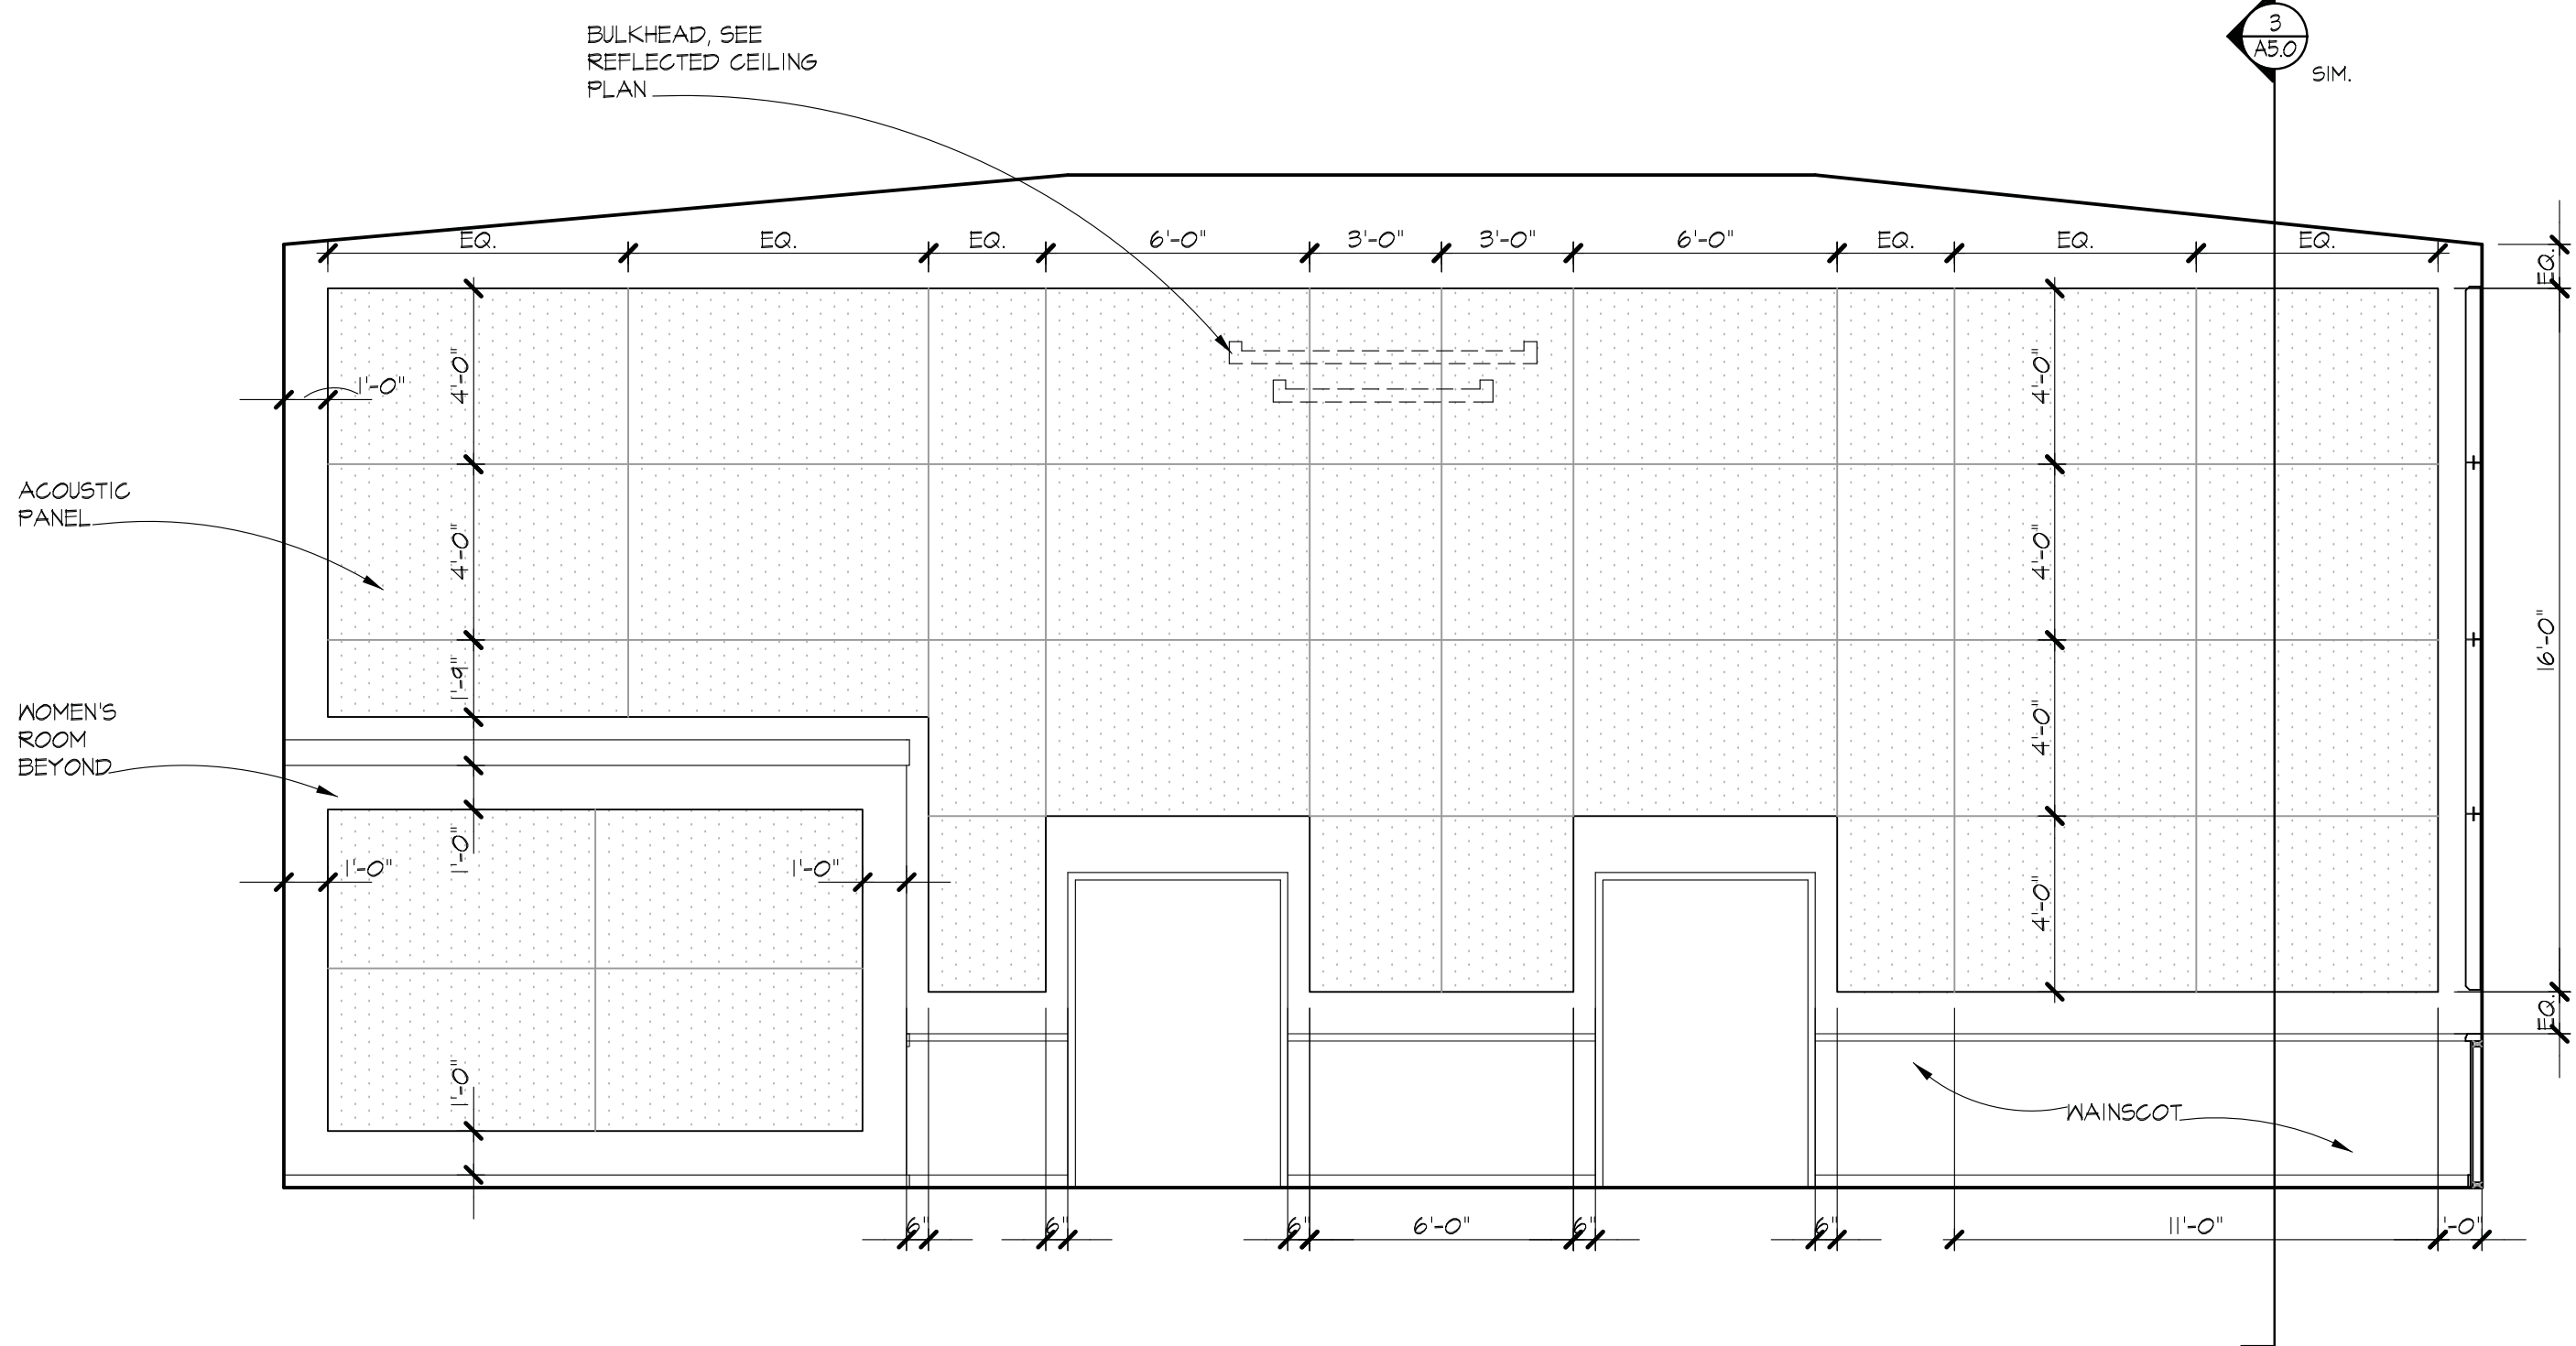 BULKHEAD, SEE
REFLECTED CEILING
PLAN
3
A5.0
SIM.
EQ. EQ. EQ. 6'-0" 3'-0" 3'-0" 6'-0" EQ. EQ. EQ.
EQ.
4'-0"
1'-0"
4'-0"
ACOUSTIC
PANEL
4'-0"
4'-0"
16'-0"
1'-9"
4'-0"
WOMEN'S
ROOM
BEYOND
1'-0"
1'-0"
1'-0"
4'-0"
EQ.
1'-0"
WAINSCOT
6" 6" 6" 6'-0" 6" 6" 11'-0" '-0"